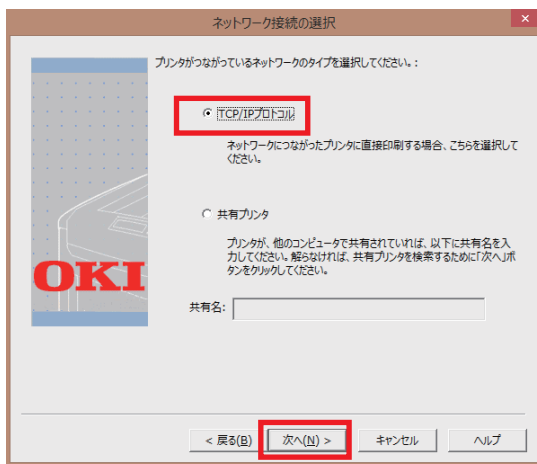 ネットワーク接続の選択
プリンタがつながっているネットワークのタイプを選択してください。:
TCP/IPプロトコル
ネットワークにつながったプリンタに直接印刷する場合、こちらを選択して
ください。
共有プリンタ
プリンタが、他のコンピュータで共有されていれば、以下に共有名を入
力してください。解らなければ、共有プリンタを検索するために「次へ」ボ
タンをクリックしてください。
OKI
共有名:
< 戻る(B) 次へ(N) > キャンセル ヘルプ